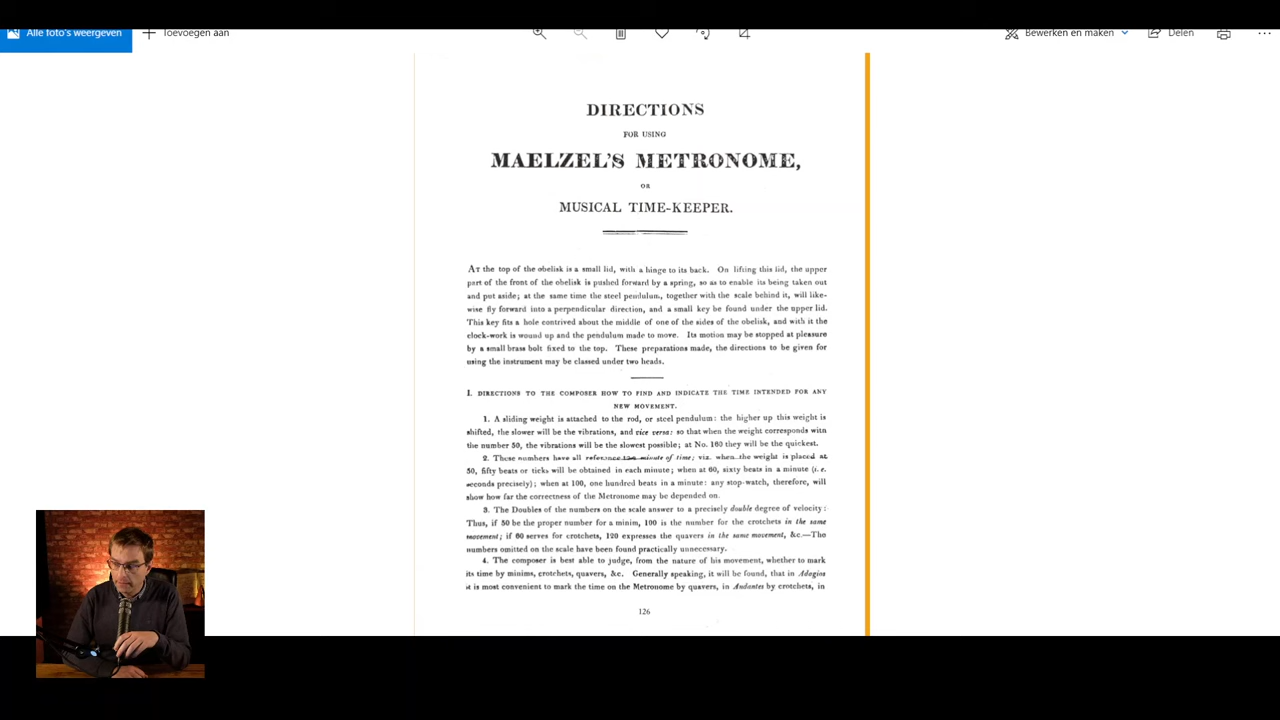 Alle foto's weergeven
Toevoegen aan
Bewerken en maken
Delen
DIRECTIONS
FOR USING
MAELZEL'S METRONOME,
OR
MUSICAL TIME-KEEPER.
AT the top of the obelisk is a small lid, with a hinge to its back. On lifting this lid, the upper
part of the front of the obelisk is pushed forward by a spring, so as to enable its being taken out
and put aside; at the same time the steel pendulum, together with the scale behind it, will like-
wise fly forward into a perpendicular direction, and a small key be found under the upper lid.
This key fits a hole contrived about the middle of one of the sides of the obelisk, and with it the
clock-work is wound up and the pendulum made to move. Its motion may be stopped at pleasure
by a small brass bolt fixed to the top. These preparations made, the directions to be given for
using the instrument may be classed under two heads.
I. DIRECTIONS TO THE COMPOSER HOW TO FIND AND INDICATE THE TIME INTENDED FOR ANY
NEW MOVEMENT.
1. A sliding weight is attached to the rod, or steel pendulum: the higher up this weight is
shifted, the slower will be the vibrations, and vice versa: so that when the weight corresponds with
the number 50, the vibrations will be the slowest possible; at No. 160 they will be the quickest.
2. These numbers have all reference minute of time; viz. when the weight is placed at
50, fifty beats or ticks will be obtained in each minute; when at 60, sixty beats in a minute (i. e.
seconds precisely); when at 100, one hundred beats in a minute: any stop-watch, therefore, will
show how far the correctness of the Metronome may be depended on.
3. The Doubles of the numbers on the scale answer to a precisely double degree of velocity:
Thus, if 50 be the proper number for a minim, 100 is the number for the crotchets in the same
movement; if 60 serves for crotchets, 120 expresses the quavers in the same movement, &c.—The
numbers omitted on the scale have been found practically unnecessary.
4. The composer is best able to judge, from the nature of his movement, whether to mark
its time by minims, crotchets, quavers, &c. Generally speaking, it will be found, that in Adagios
it is most convenient to mark the time on the Metronome by quavers, in Andantes by crotchets, in
126